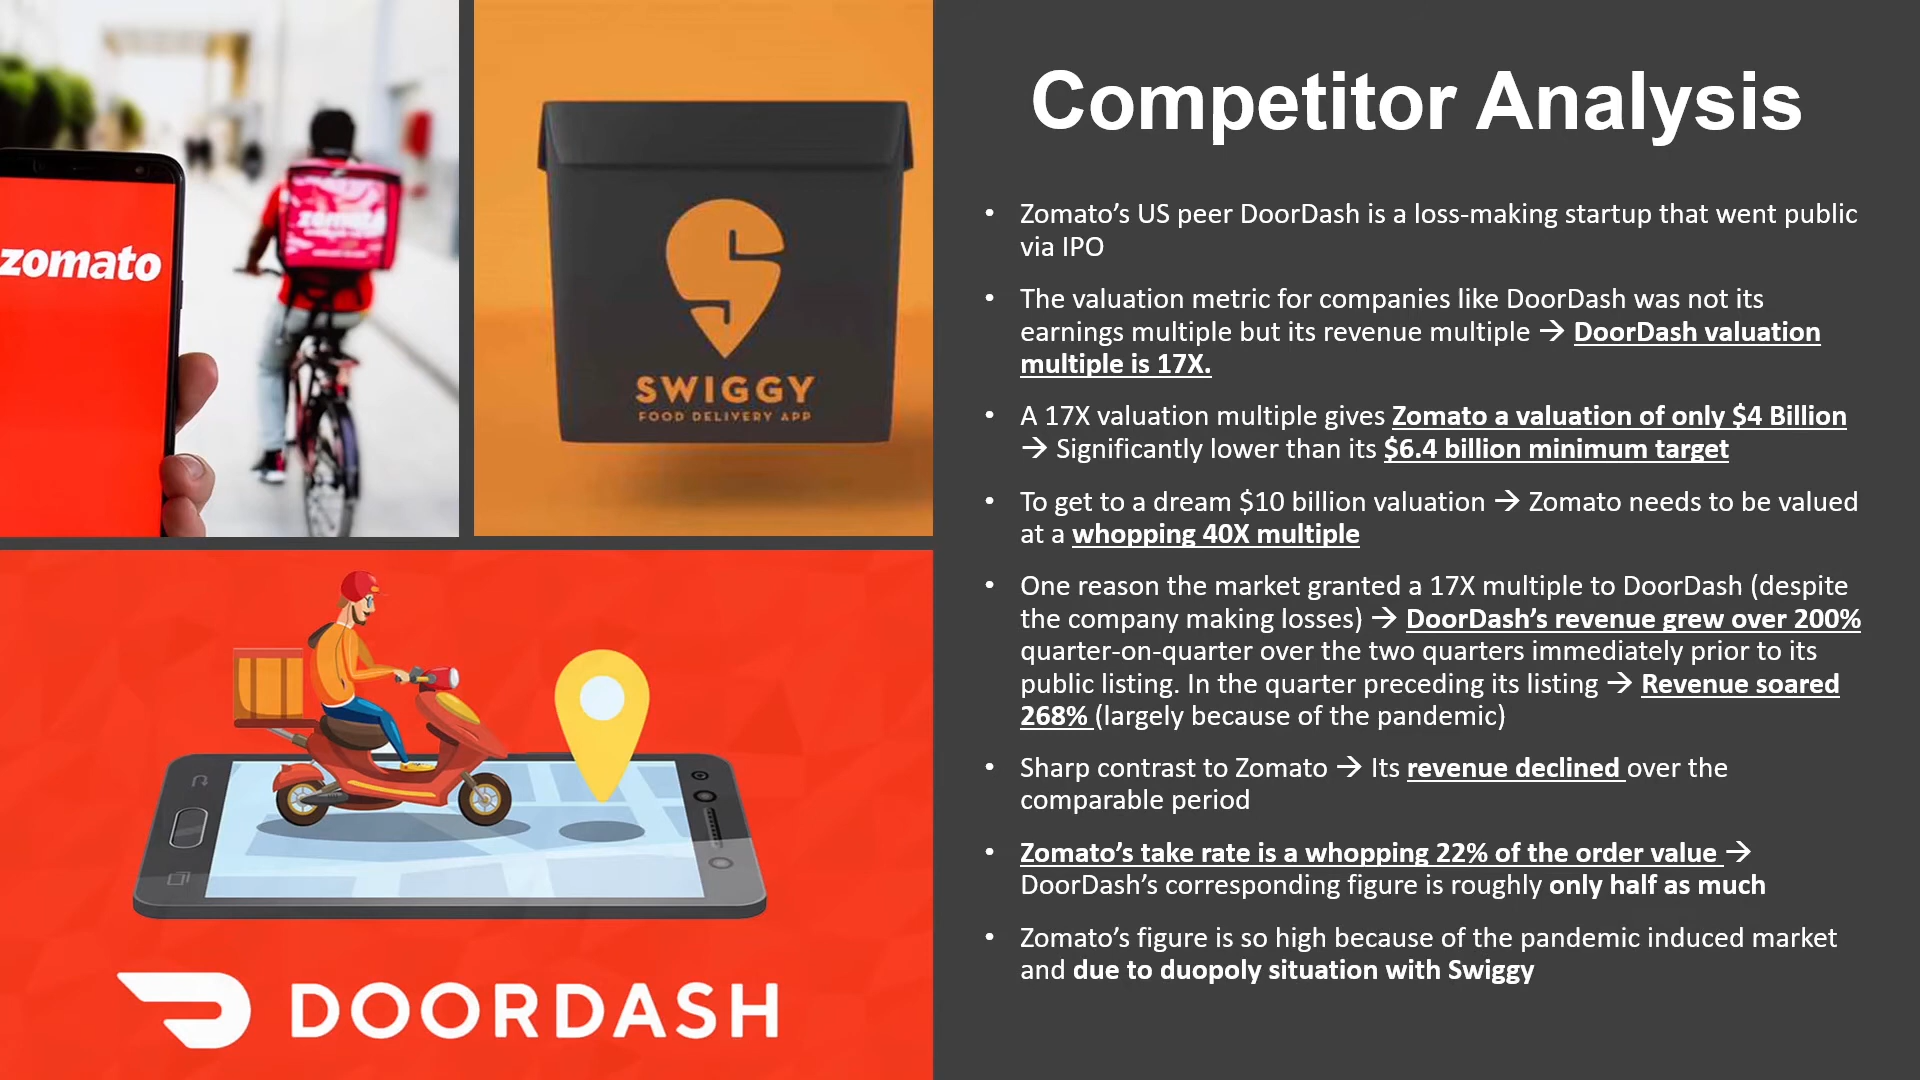 zomato
zomato
SWIGGY
FOOD DELIVERY APP
DOORDASH
Competitor Analysis
• Zomato’s US peer DoorDash is a loss-making startup that went public
via IPO
• The valuation metric for companies like DoorDash was not its
earnings multiple but its revenue multiple → DoorDash valuation
multiple is 17X.
• A 17X valuation multiple gives Zomato a valuation of only $4 Billion
→ Significantly lower than its $6.4 billion minimum target
• To get to a dream $10 billion valuation → Zomato needs to be valued
at a whopping 40X multiple
• One reason the market granted a 17X multiple to DoorDash (despite
the company making losses) → DoorDash’s revenue grew over 200%
quarter-on-quarter over the two quarters immediately prior to its
public listing. In the quarter preceding its listing → Revenue soared
268% (largely because of the pandemic)
• Sharp contrast to Zomato → Its revenue declined over the
comparable period
• Zomato’s take rate is a whopping 22% of the order value →
DoorDash’s corresponding figure is roughly only half as much
• Zomato’s figure is so high because of the pandemic induced market
and due to duopoly situation with Swiggy